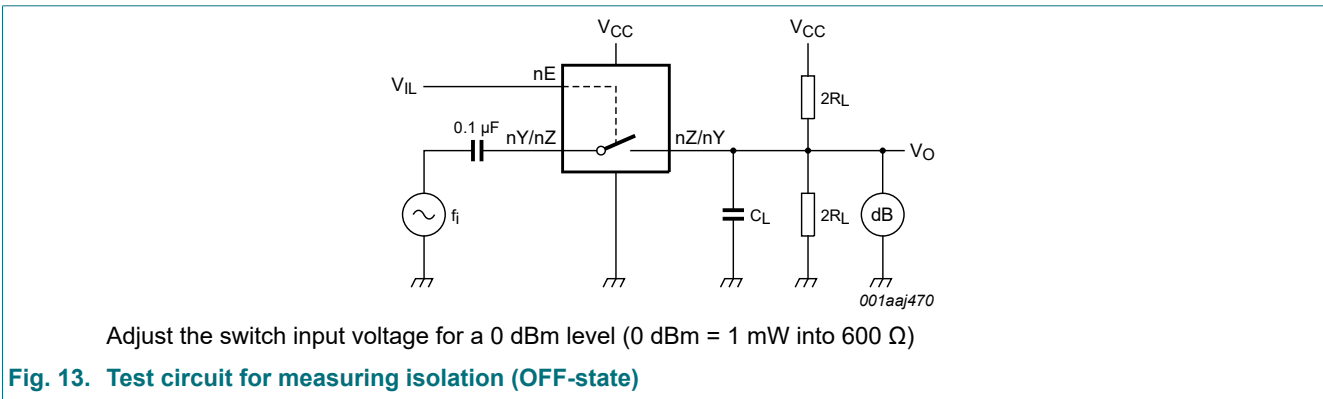 VCC VCC
nE
VIL
2RL
0.1 μF nY/nZ nZ/nY
VO
fi CL 2RL dB
001aaj470
Adjust the switch input voltage for a 0 dBm level (0 dBm = 1 mW into 600 Ω)
Fig. 13. Test circuit for measuring isolation (OFF-state)